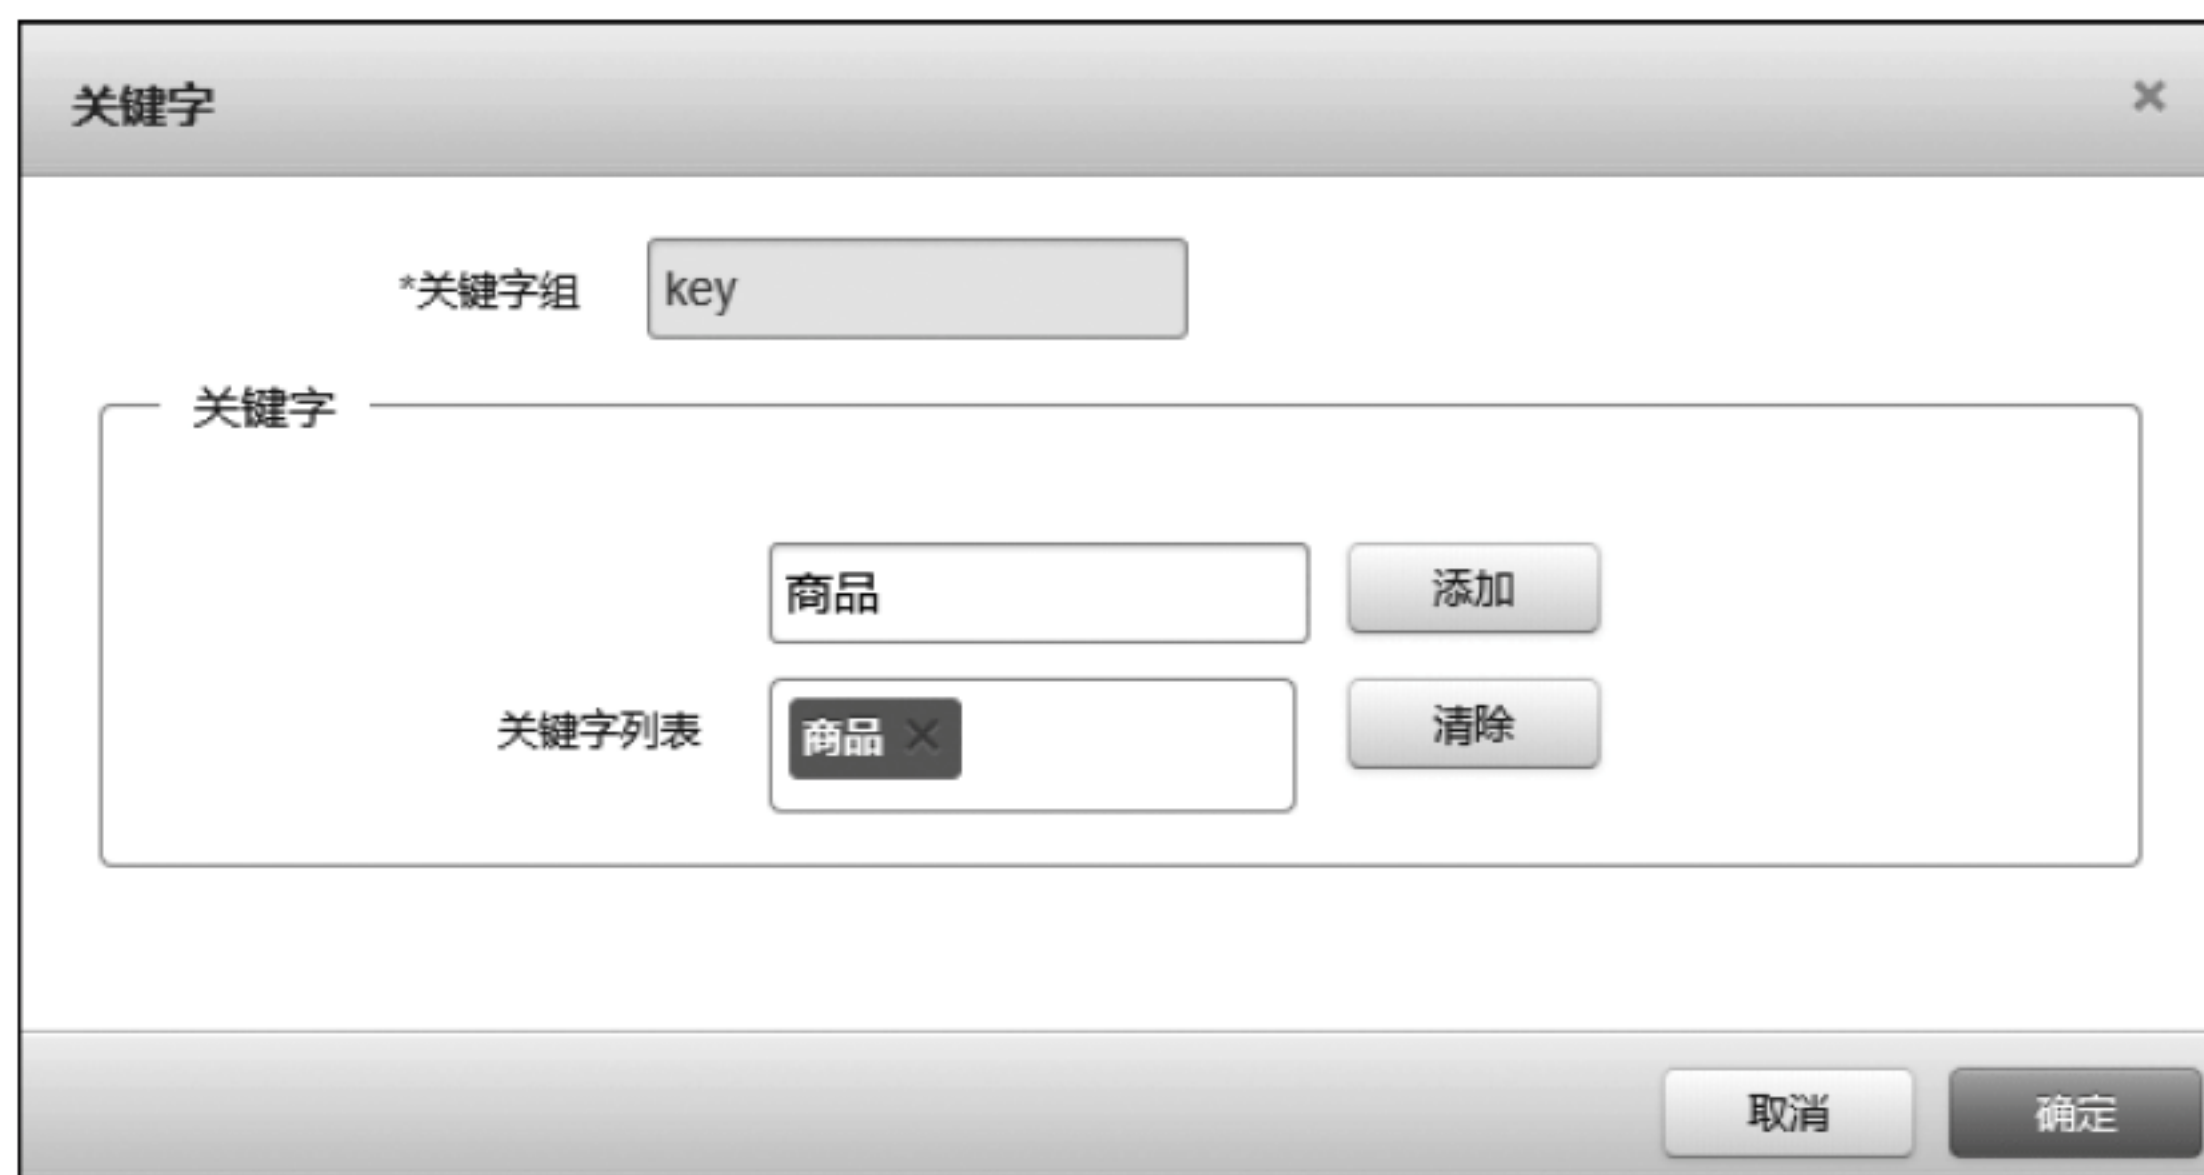 关键字
*关键字组 key
关键字
商品 添加
关键字列表 商品 清除
取消 确定